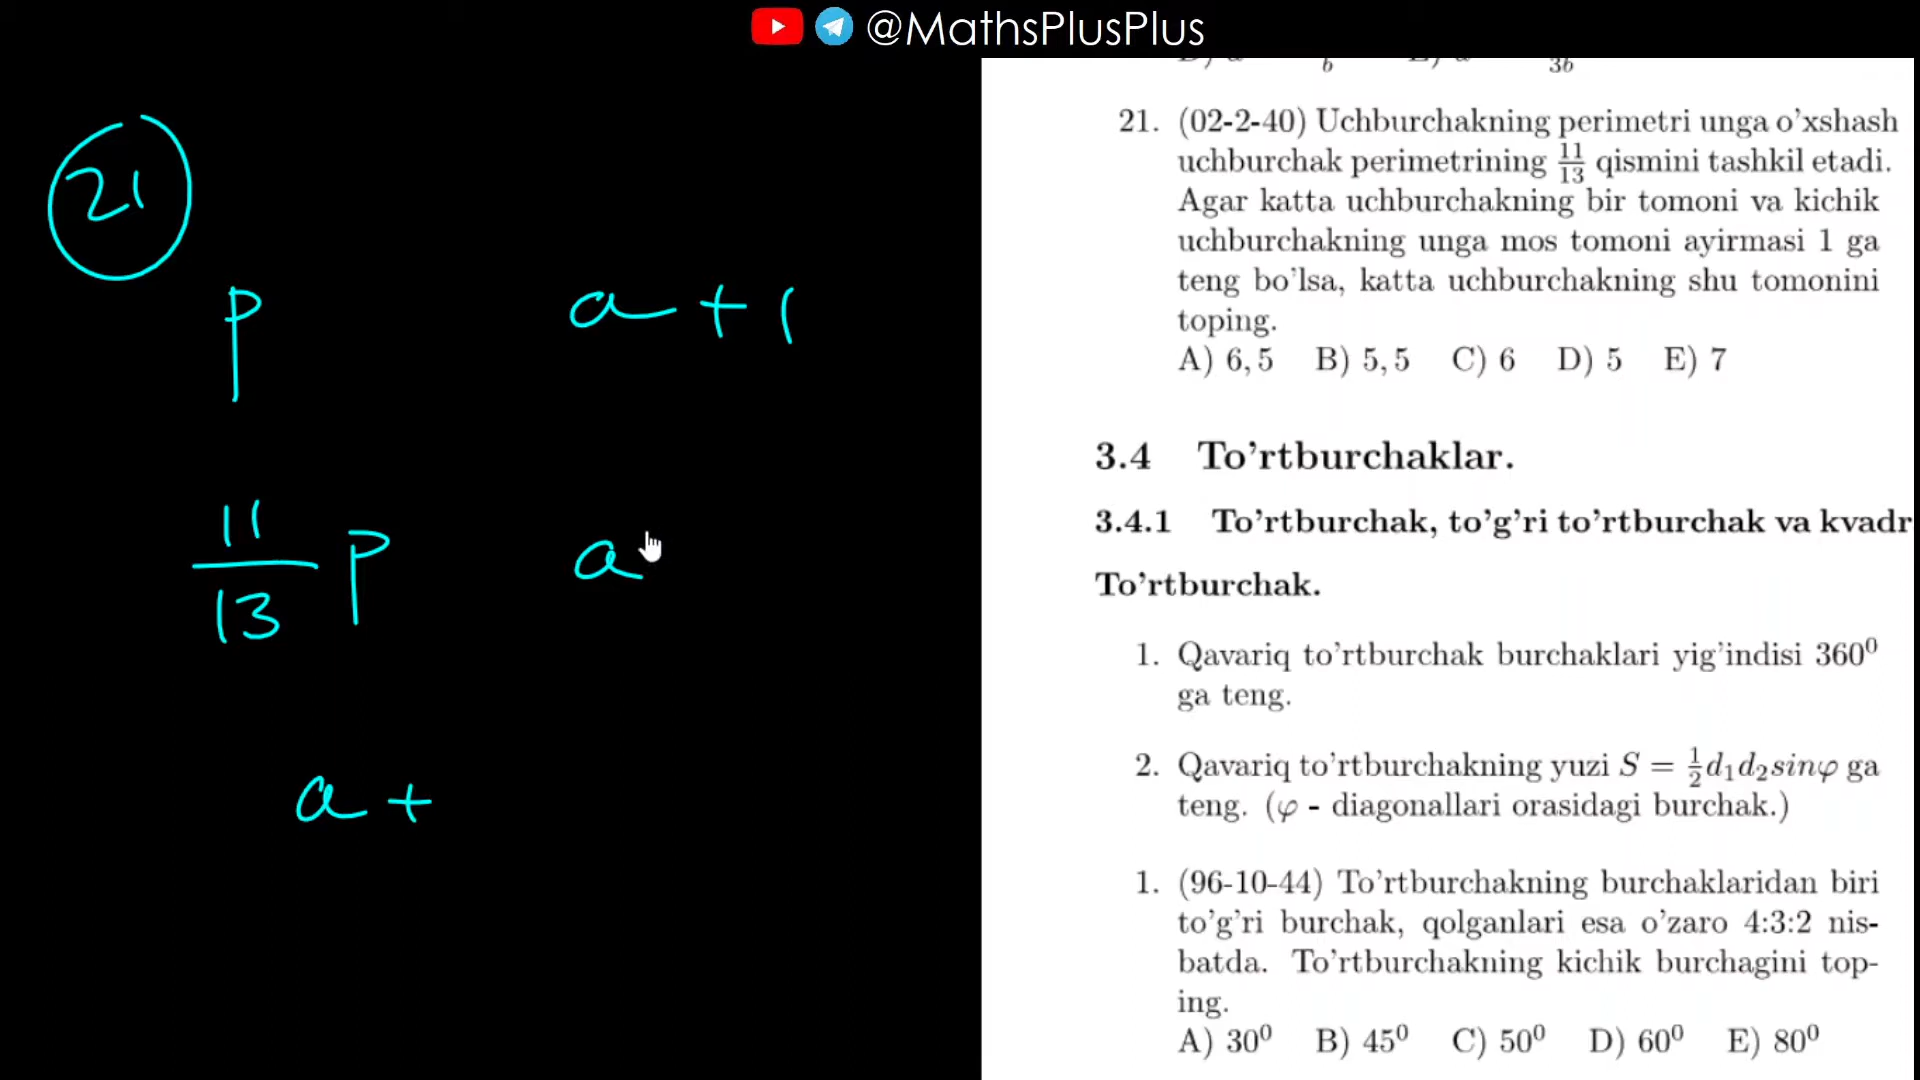 @MathsPlusPlus
21
P a + 1
11/13 P a
a +
b 3b
21. (02-2-40) Uchburchakning perimetri unga o'xshash
uchburchak perimetrining 11/13 qismini tashkil etadi.
Agar katta uchburchakning bir tomoni va kichik
uchburchakning unga mos tomoni ayirmasi 1 ga
teng bo'lsa, katta uchburchakning shu tomonini
toping.
A) 6, 5 B) 5, 5 C) 6 D) 5 E) 7
3.4 To'rtburchaklar.
3.4.1 To'rtburchak, to'g'ri to'rtburchak va kvadr
To'rtburchak.
1. Qavariq to'rtburchak burchaklari yig'indisi 360⁰
ga teng.
2. Qavariq to'rtburchakning yuzi S = ½d₁d₂sinφ ga
teng. (φ - diagonallari orasidagi burchak.)
1. (96-10-44) To'rtburchakning burchaklaridan biri
to'g'ri burchak, qolganlari esa o'zaro 4:3:2 nis-
batda. To'rtburchakning kichik burchagini top-
ing.
A) 30⁰ B) 45⁰ C) 50⁰ D) 60⁰ E) 80⁰